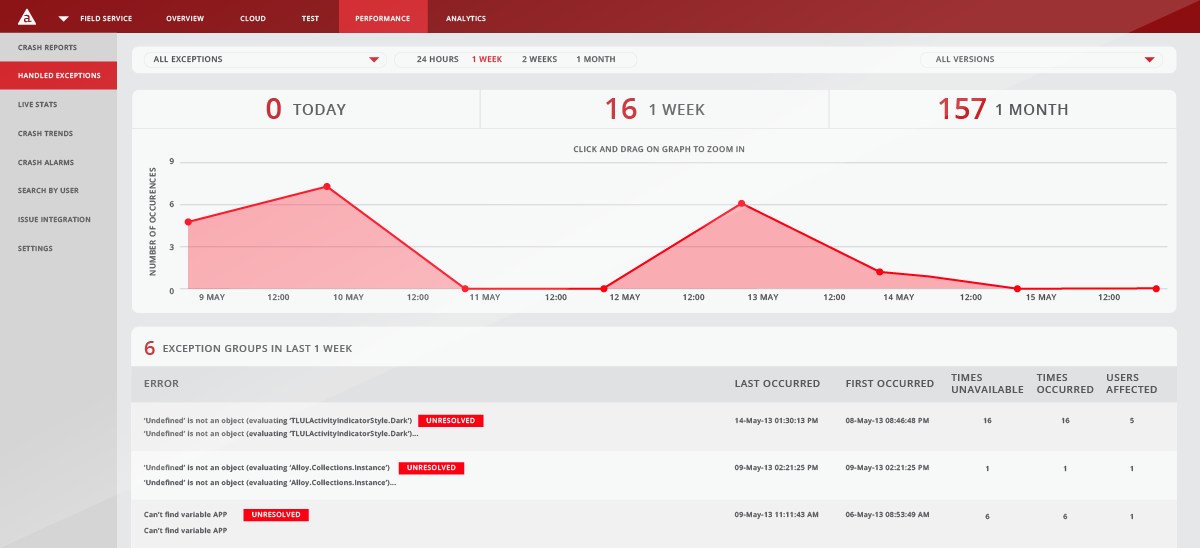 a FIELD SERVICE OVERVIEW CLOUD TEST PERFORMANCE ANALYTICS
CRASH REPORTS
HANDLED EXCEPTIONS
LIVE STATS
CRASH TRENDS
CRASH ALARMS
SEARCH BY USER
ISSUE INTEGRATION
SETTINGS
ALL EXCEPTIONS 24 HOURS 1 WEEK 2 WEEKS 1 MONTH ALL VERSIONS
0 TODAY 16 1 WEEK 157 1 MONTH
CLICK AND DRAG ON GRAPH TO ZOOM IN
NUMBER OF OCCURENCES
9
6
3
0
9 MAY 12:00 10 MAY 12:00 11 MAY 12:00 12 MAY 12:00 13 MAY 12:00 14 MAY 12:00 15 MAY 12:00
6 EXCEPTION GROUPS IN LAST 1 WEEK
ERROR LAST OCCURRED FIRST OCCURRED TIMES UNAVAILABLE TIMES OCCURRED USERS AFFECTED
'Undefined' is not an object (evaluating 'TLULActivityIndicatorStyle.Dark') UNRESOLVED 14-May-13 01:30:13 PM 08-May-13 08:46:48 PM 16 16 5
'Undefined' is not an object (evaluating 'TLULActivityIndicatorStyle.Dark')...
'Undefined' is not an object (evaluating 'Alloy.Collections.Instance') UNRESOLVED 09-May-13 02:21:25 PM 09-May-13 02:21:25 PM 1 1 1
'Undefined' is not an object (evaluating 'Alloy.Collections.Instance')...
Can't find variable APP UNRESOLVED 09-May-13 11:11:43 AM 06-May-13 08:53:49 AM 6 6 1
Can't find variable APP